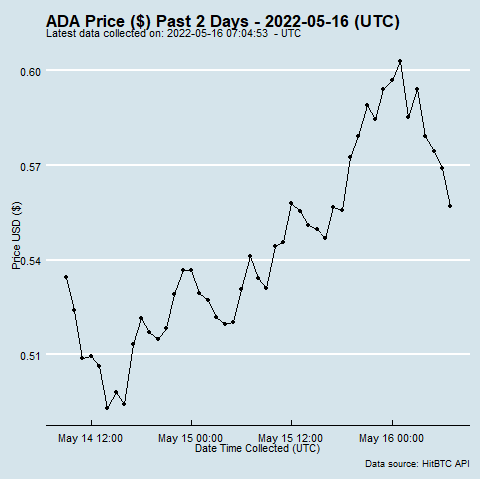 ADA Price ($) Past 2 Days - 2022-05-16 (UTC)
Latest data collected on: 2022-05-16 07:04:53 - UTC
0.60
0.57
Price USD ($)
0.54
0.51
May 14 12:00 May 15 00:00 May 15 12:00 May 16 00:00
Date Time Collected (UTC)
Data source: HitBTC API